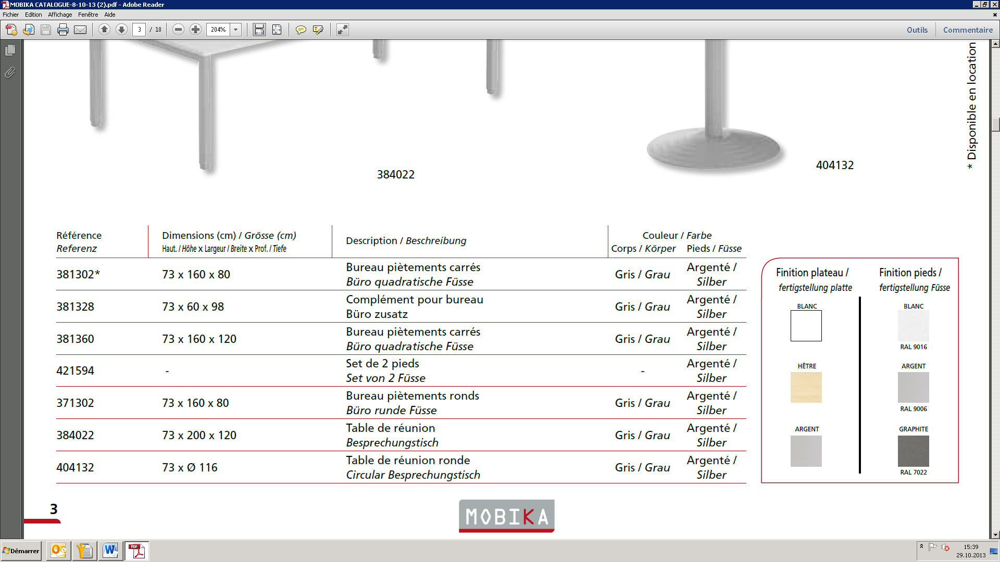 MOBIKA CATALOGUE-8-10-13 (2).pdf - Adobe Reader
Fichier Edition Affichage Fenêtre Aide
3 / 18 204% Outils Commentaire
* Disponible en location
384022
404132
Référence
Referenz
Dimensions (cm) / Grösse (cm)
Haut. / Höhe x Largeur / Breite x Prof. / Tiefe
Description / Beschreibung
Couleur / Farbe
Corps / Körper Pieds / Füsse
381302* 73 x 160 x 80 Bureau piètements carrés Gris / Grau Argenté /
Büro quadratische Füsse Silber
381328 73 x 60 x 98 Complément pour bureau Gris / Grau Argenté /
Büro zusatz Silber
381360 73 x 160 x 120 Bureau piètements carrés Gris / Grau Argenté /
Büro quadratische Füsse Silber
421594 - Set de 2 pieds - Argenté /
Set von 2 Füsse Silber
371302 73 x 160 x 80 Bureau piètements ronds Gris / Grau Argenté /
Büro runde Füsse Silber
384022 73 x 200 x 120 Table de réunion Gris / Grau Argenté /
Besprechungstisch Silber
404132 73 x Ø 116 Table de réunion ronde Gris / Grau Argenté /
Circular Besprechungstisch Silber
Finition plateau /
fertigstellung platte
BLANC
HÊTRE
ARGENT
Finition pieds /
fertigstellung Füsse
BLANC
RAL 9016
ARGENT
RAL 9006
GRAPHITE
RAL 7022
3
MOBIKA
Démarrer
15:39
29.10.2013